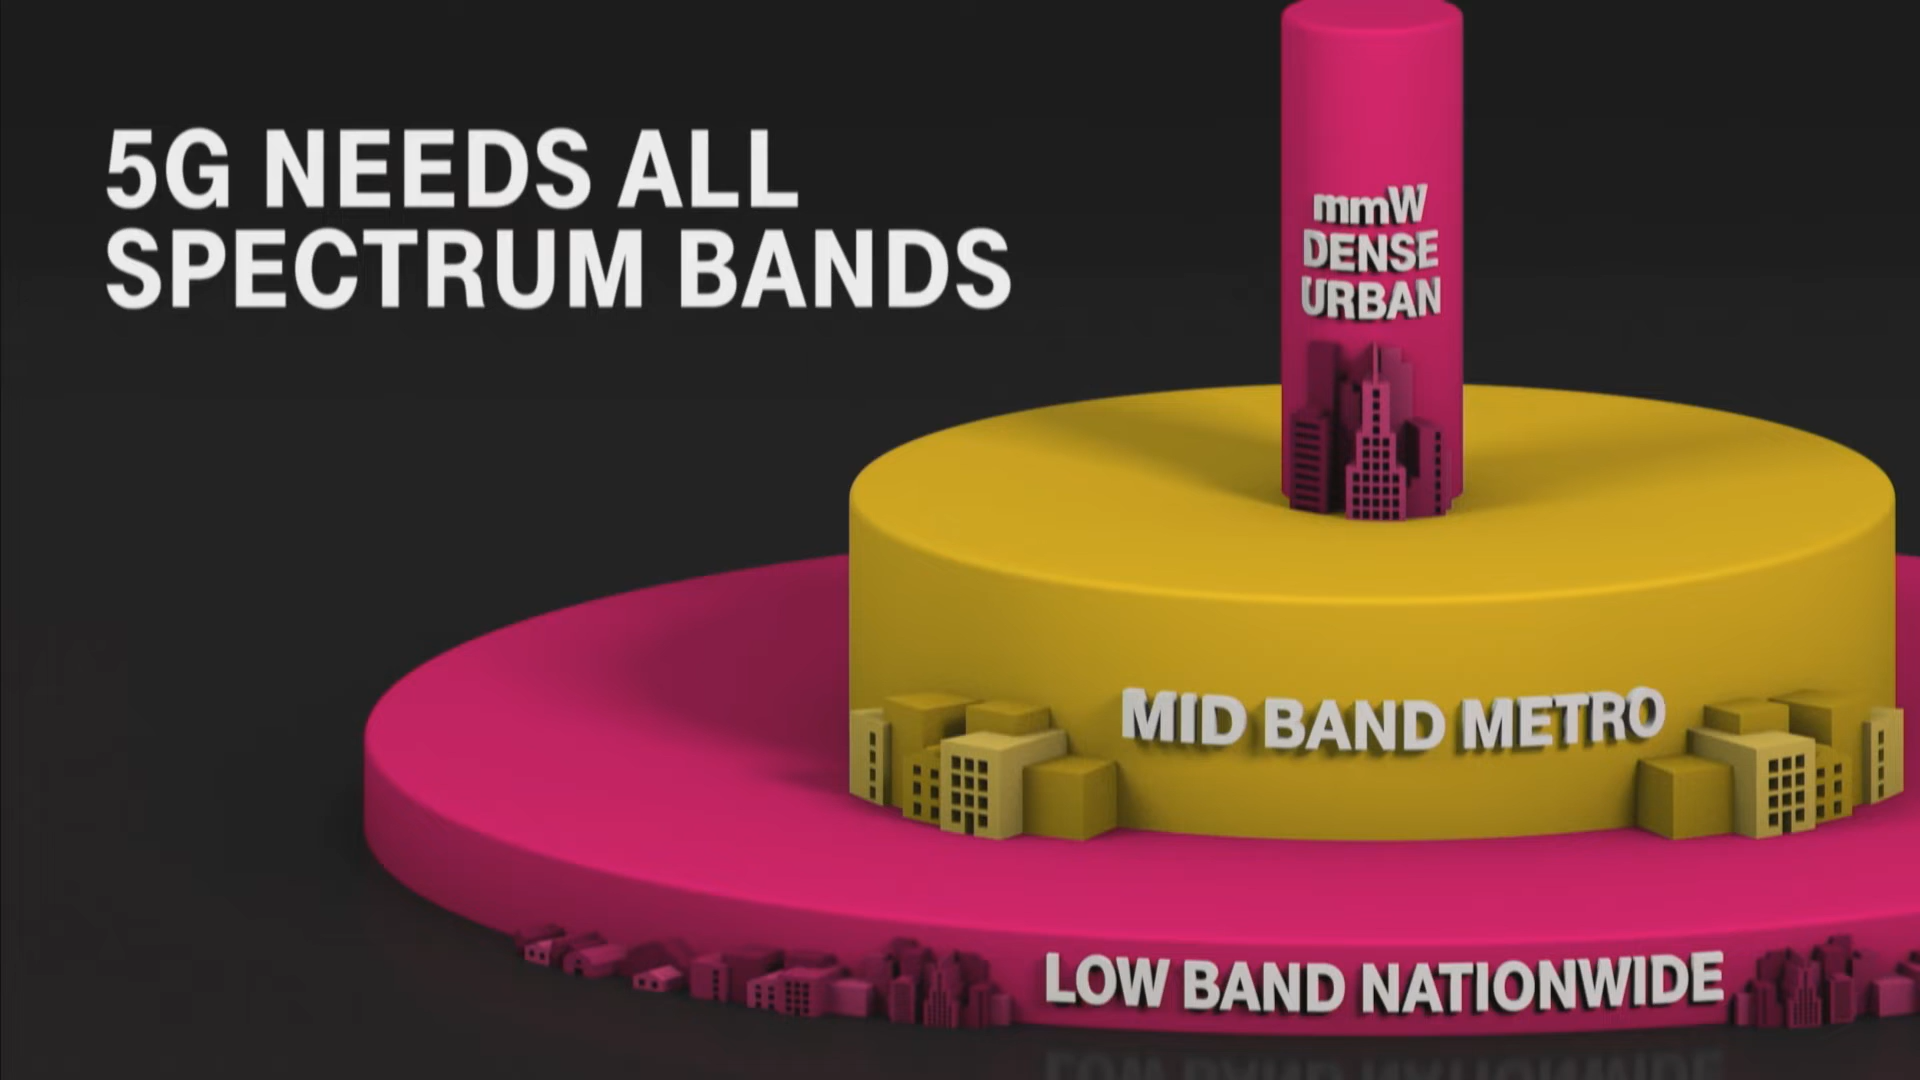 5G NEEDS ALL
SPECTRUM BANDS
mmW
DENSE
URBAN
MID BAND METRO
LOW BAND NATIONWIDE